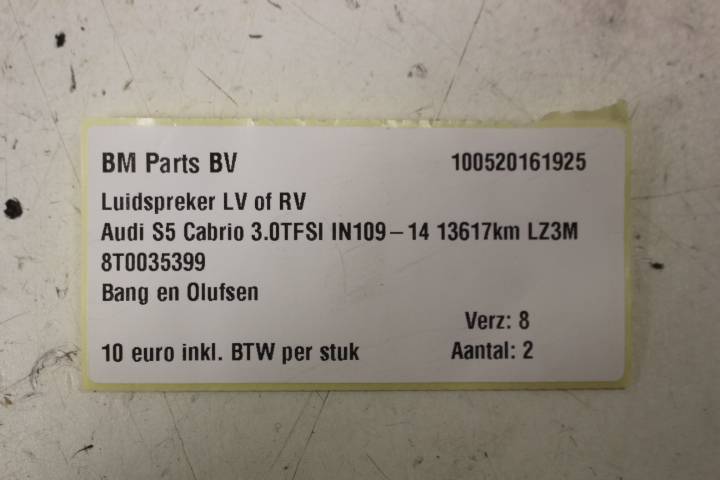 BM Parts BV 100520161925
Luidspreker LV of RV
Audi S5 Cabrio 3.0TFSI IN109-14 13617km LZ3M
8T0035399
Bang en Olufsen
Verz: 8
10 euro inkl. BTW per stuk Aantal: 2